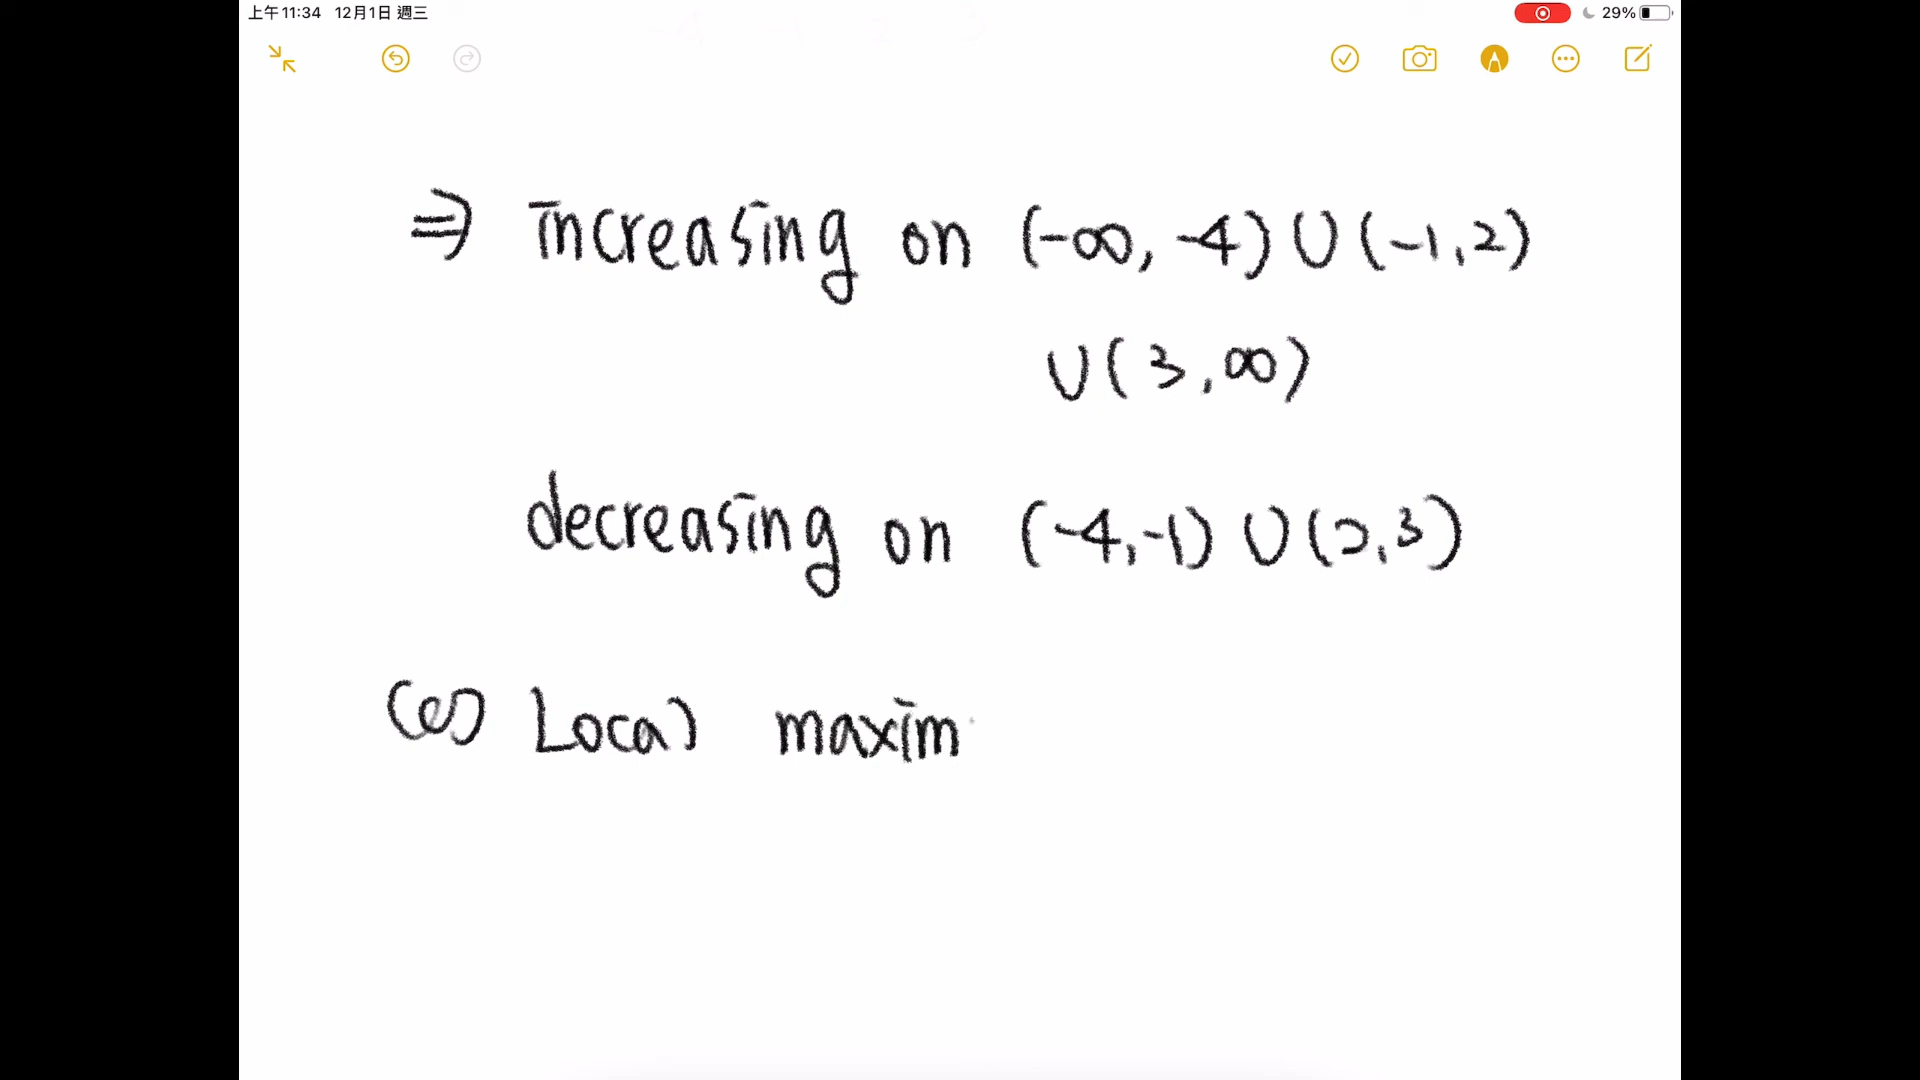 上午11:34 12月1日 週三 29%
⇒ increasing on (-∞, -4) ∪ (-1, 2)
∪ (3, ∞)
decreasing on (-4, -1) ∪ (2, 3)
(e) Local maxim